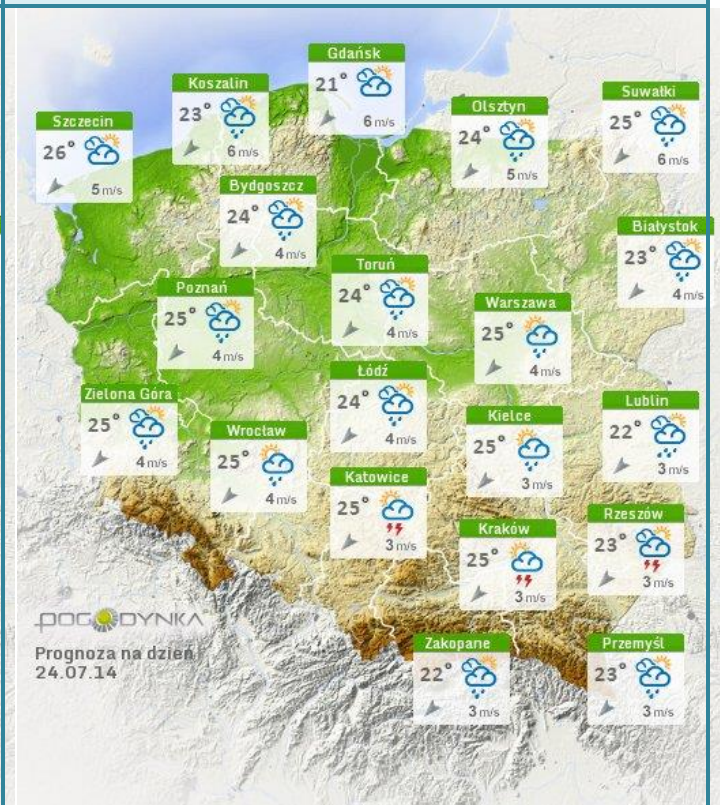 Gdańsk
21°
6 m/s
Koszalin
23°
6 m/s
Suwałki
25°
6 m/s
Olsztyn
24°
5 m/s
Szczecin
26°
5 m/s
Bydgoszcz
24°
4 m/s
Białystok
23°
4 m/s
Toruń
24°
4 m/s
Poznań
25°
4 m/s
Warszawa
25°
4 m/s
Łódź
24°
4 m/s
Zielona Góra
25°
4 m/s
Lublin
22°
3 m/s
Kielce
25°
3 m/s
Wrocław
25°
4 m/s
Katowice
25°
3 m/s
Rzeszów
23°
3 m/s
Kraków
25°
3 m/s
POGODYNKA
Prognoza na dzień
24.07.14
Zakopane
22°
3 m/s
Przemyśl
23°
3 m/s